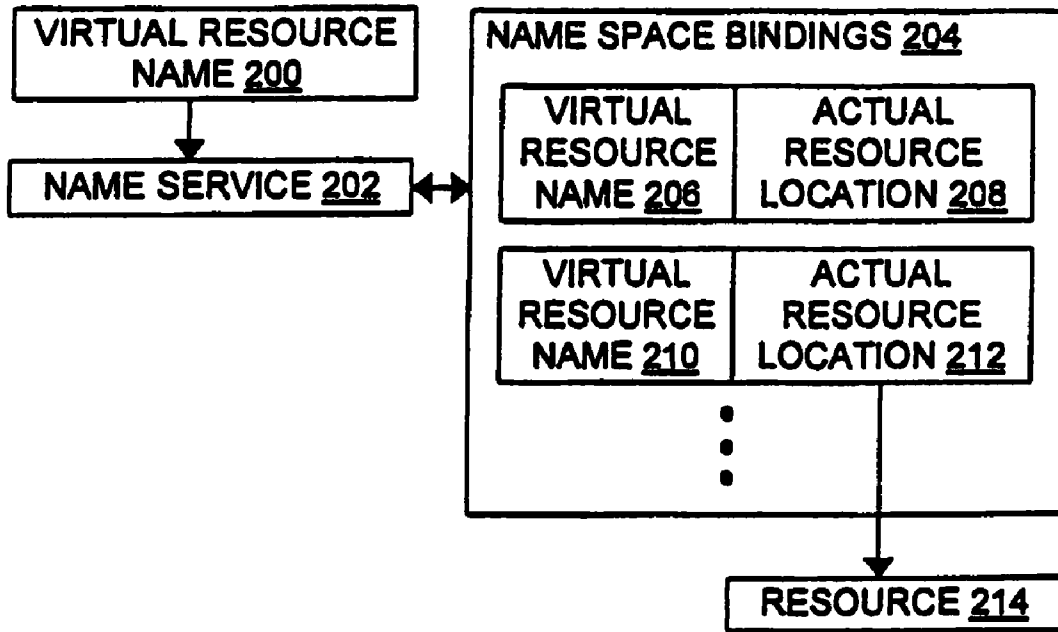 VIRTUAL RESOURCE
NAME 200
NAME SERVICE 202
NAME SPACE BINDINGS 204
VIRTUAL
RESOURCE
NAME 206
ACTUAL
RESOURCE
LOCATION 208
VIRTUAL
RESOURCE
NAME 210
ACTUAL
RESOURCE
LOCATION 212
RESOURCE 214